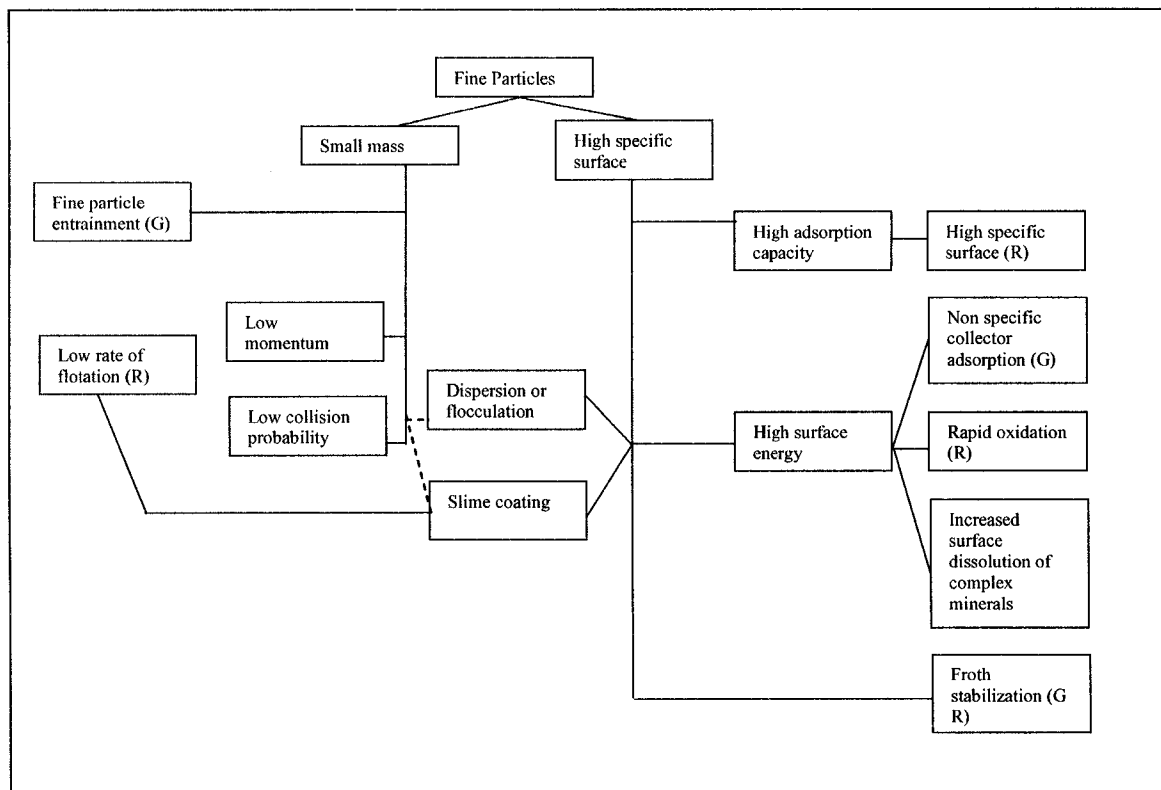 Fine Particles
Small mass
High specific
surface
Fine particle
entrainment (G)
High adsorption
capacity
High specific
surface (R)
Low
momentum
Non specific
collector
adsorption (G)
Low rate of
flotation (R)
Dispersion or
flocculation
Low collision
probability
High surface
energy
Rapid oxidation
(R)
Slime coating
Increased
surface
dissolution of
complex
minerals
Froth
stabilization (G
R)